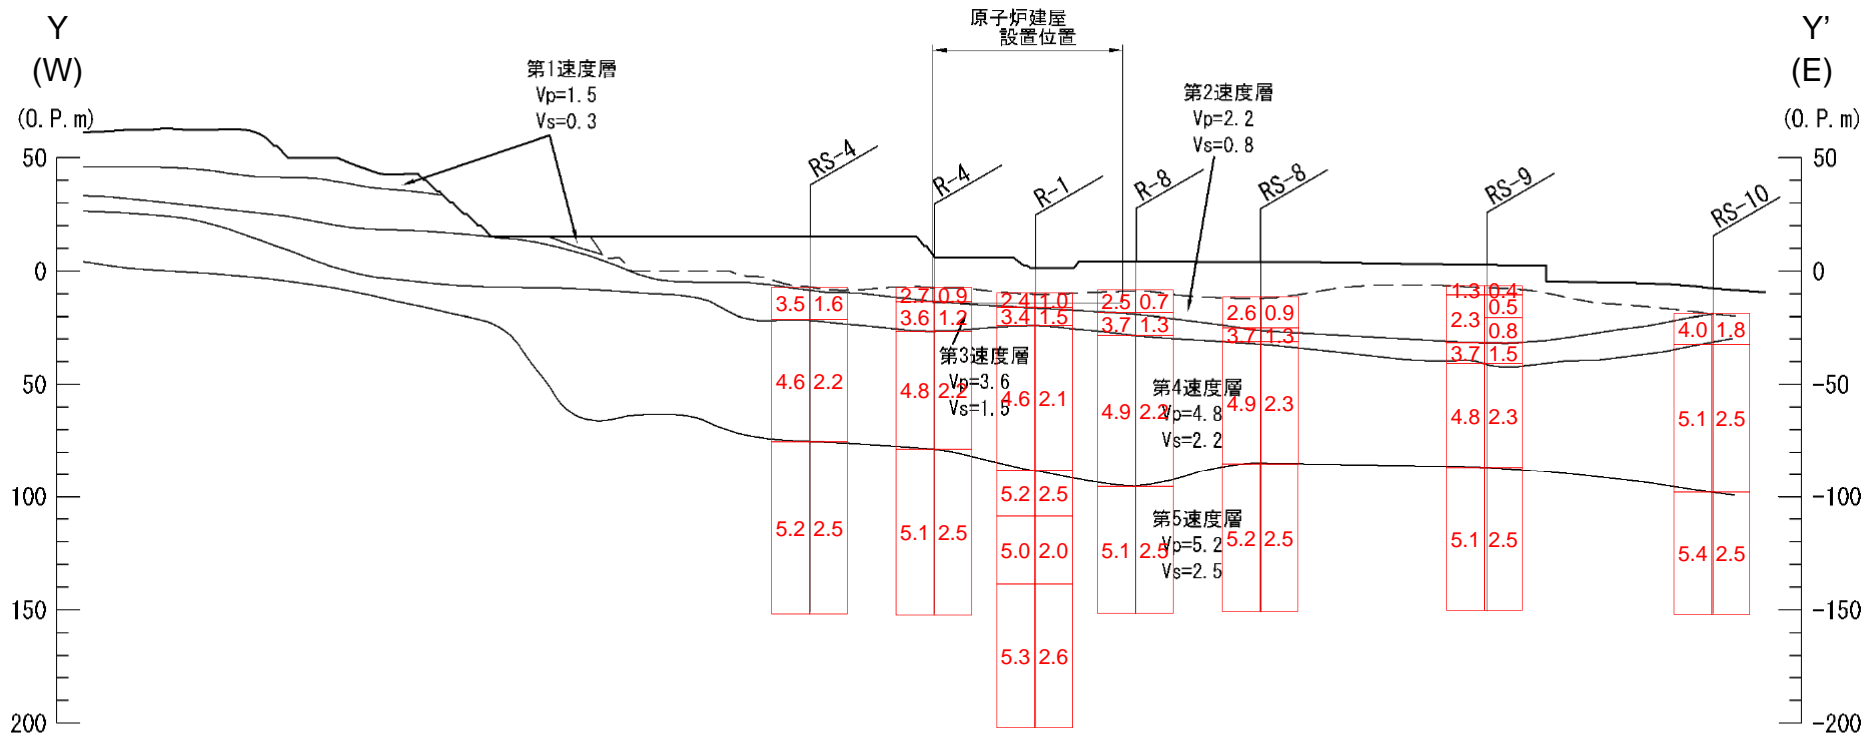 Y
(W)
(O.P.m)
50
0
50
100
150
200
第1速度層
Vp=1.5
Vs=0.3
原子炉建屋
設置位置
第2速度層
Vp=2.2
Vs=0.8
Y'
(E)
(O.P.m)
50
0
-50
-100
-150
-200
RS-4
R-4
R-1
R-8
RS-8
RS-9
RS-10
3.5 1.6
4.6 2.2
5.2 2.5
2.7 0.9
3.6 1.2
4.8 2.2
5.1 2.5
2.4 1.0
3.4 1.5
4.6 2.1
5.2 2.5
5.0 2.0
5.3 2.6
2.5 0.7
3.7 1.3
4.9 2.2
5.1 2.5
2.6 0.9
3.7 1.3
4.9 2.3
5.2 2.5
1.3 0.4
0.5
2.3
0.8
3.7 1.5
4.8 2.3
5.1 2.5
4.0 1.8
5.1 2.5
5.4 2.5
第3速度層
Vp=3.6
Vs=1.5
第4速度層
Vp=4.8
Vs=2.2
第5速度層
Vp=5.2
Vs=2.5